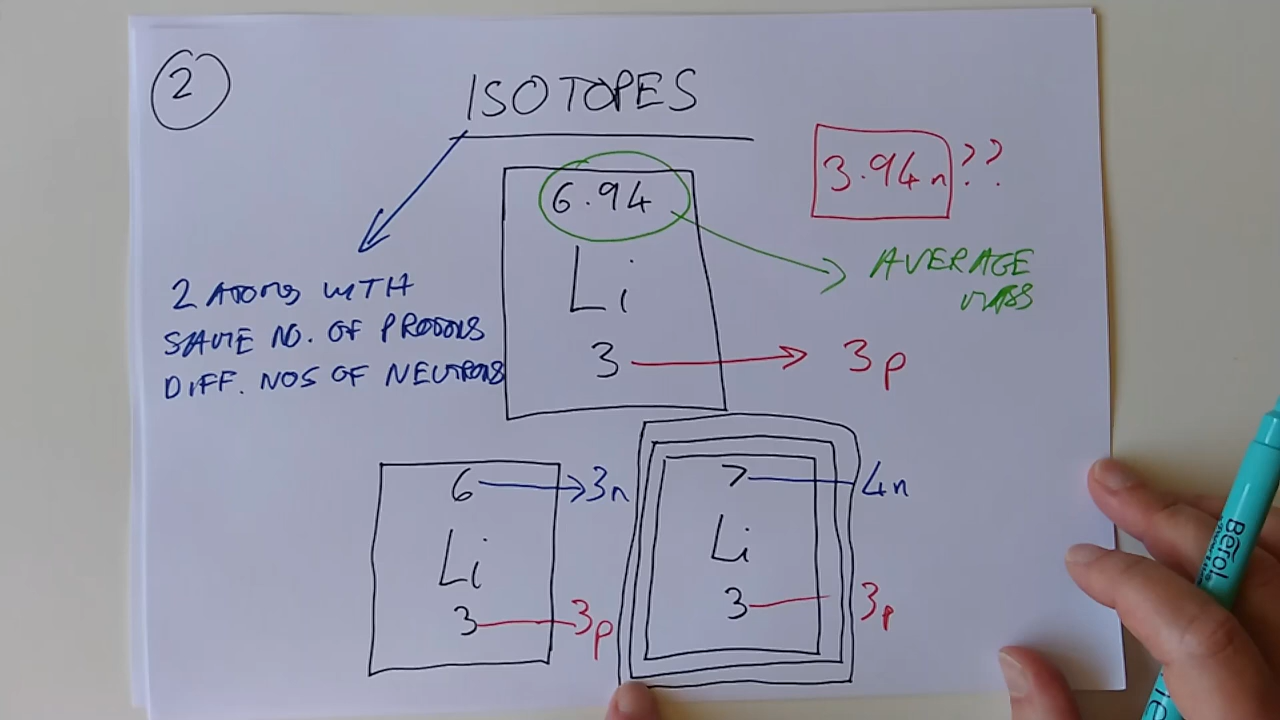 2
ISOTOPES
6.94
Li
3
3.94n??
AVERAGE
MASS
3p
2 ATOMS WITH
SAME NO. OF PROTONS
DIFF. NOS OF NEUTRONS
6
3n
Li
3
3p
7
4n
Li
3
3p
Berol